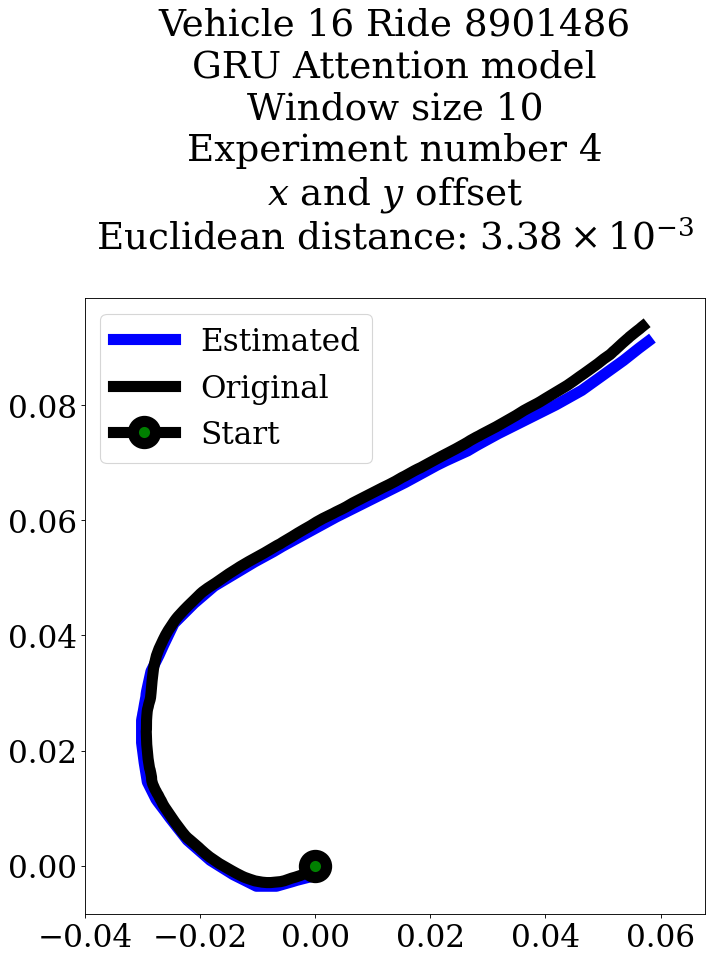 Vehicle 16 Ride 8901486
GRU Attention model
Window size 10
Experiment number 4
x and y offset
Euclidean distance: 3.38 × 10⁻³
Estimated
Original
Start
0.08
0.06
0.04
0.02
0.00
−0.04 −0.02 0.00 0.02 0.04 0.06